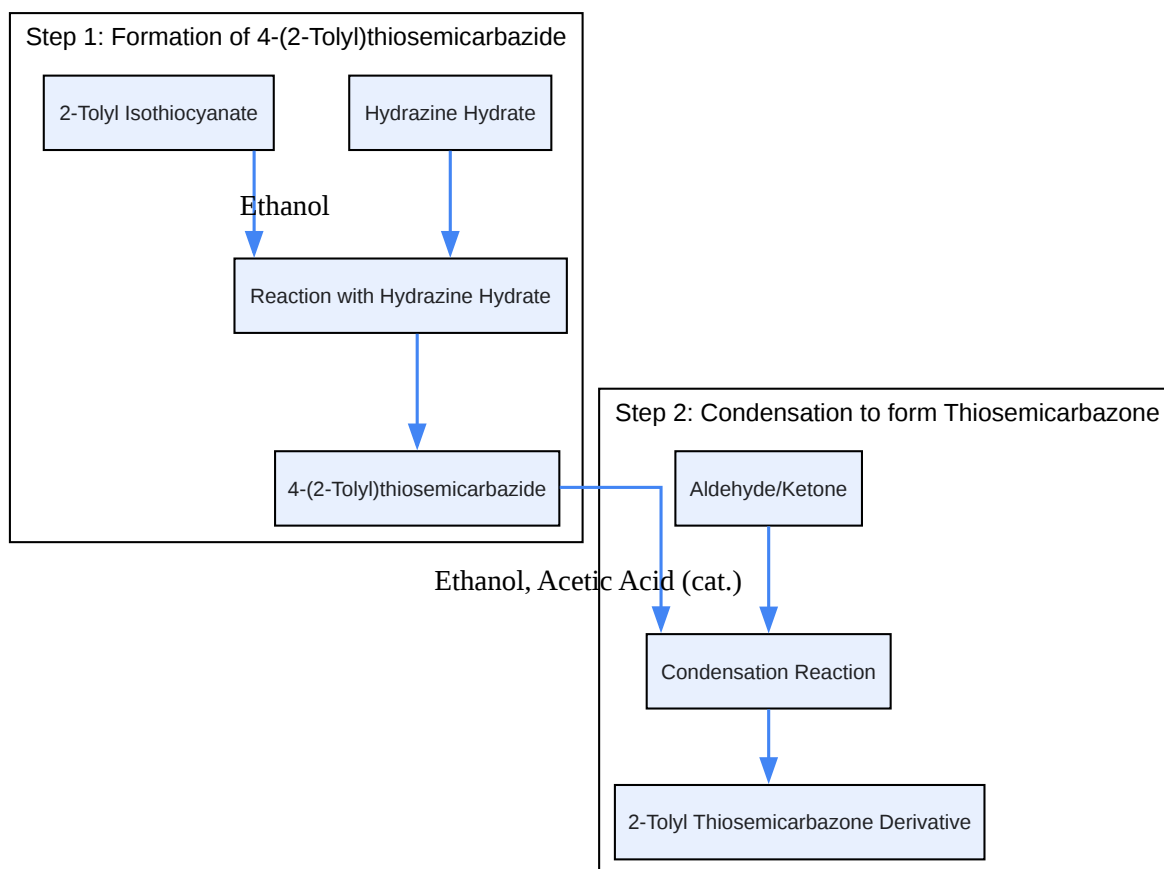 Step 1: Formation of 4-(2-Tolyl)thiosemicarbazide
2-Tolyl Isothiocyanate
Hydrazine Hydrate
Ethanol
Reaction with Hydrazine Hydrate
4-(2-Tolyl)thiosemicarbazide
Step 2: Condensation to form Thiosemicarbazone
Aldehyde/Ketone
Ethanol, Acetic Acid (cat.)
Condensation Reaction
2-Tolyl Thiosemicarbazone Derivative